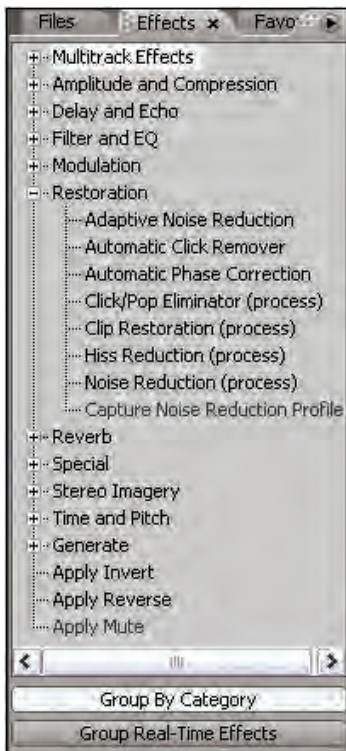 Files Effects x Favo
Multitrack Effects
Amplitude and Compression
Delay and Echo
Filter and EQ
Modulation
Restoration
Adaptive Noise Reduction
Automatic Click Remover
Automatic Phase Correction
Click/Pop Eliminator (process)
Clip Restoration (process)
Hiss Reduction (process)
Noise Reduction (process)
Capture Noise Reduction Profile
Reverb
Special
Stereo Imagery
Time and Pitch
Generate
Apply Invert
Apply Reverse
Apply Mute
Group By Category
Group Real-Time Effects